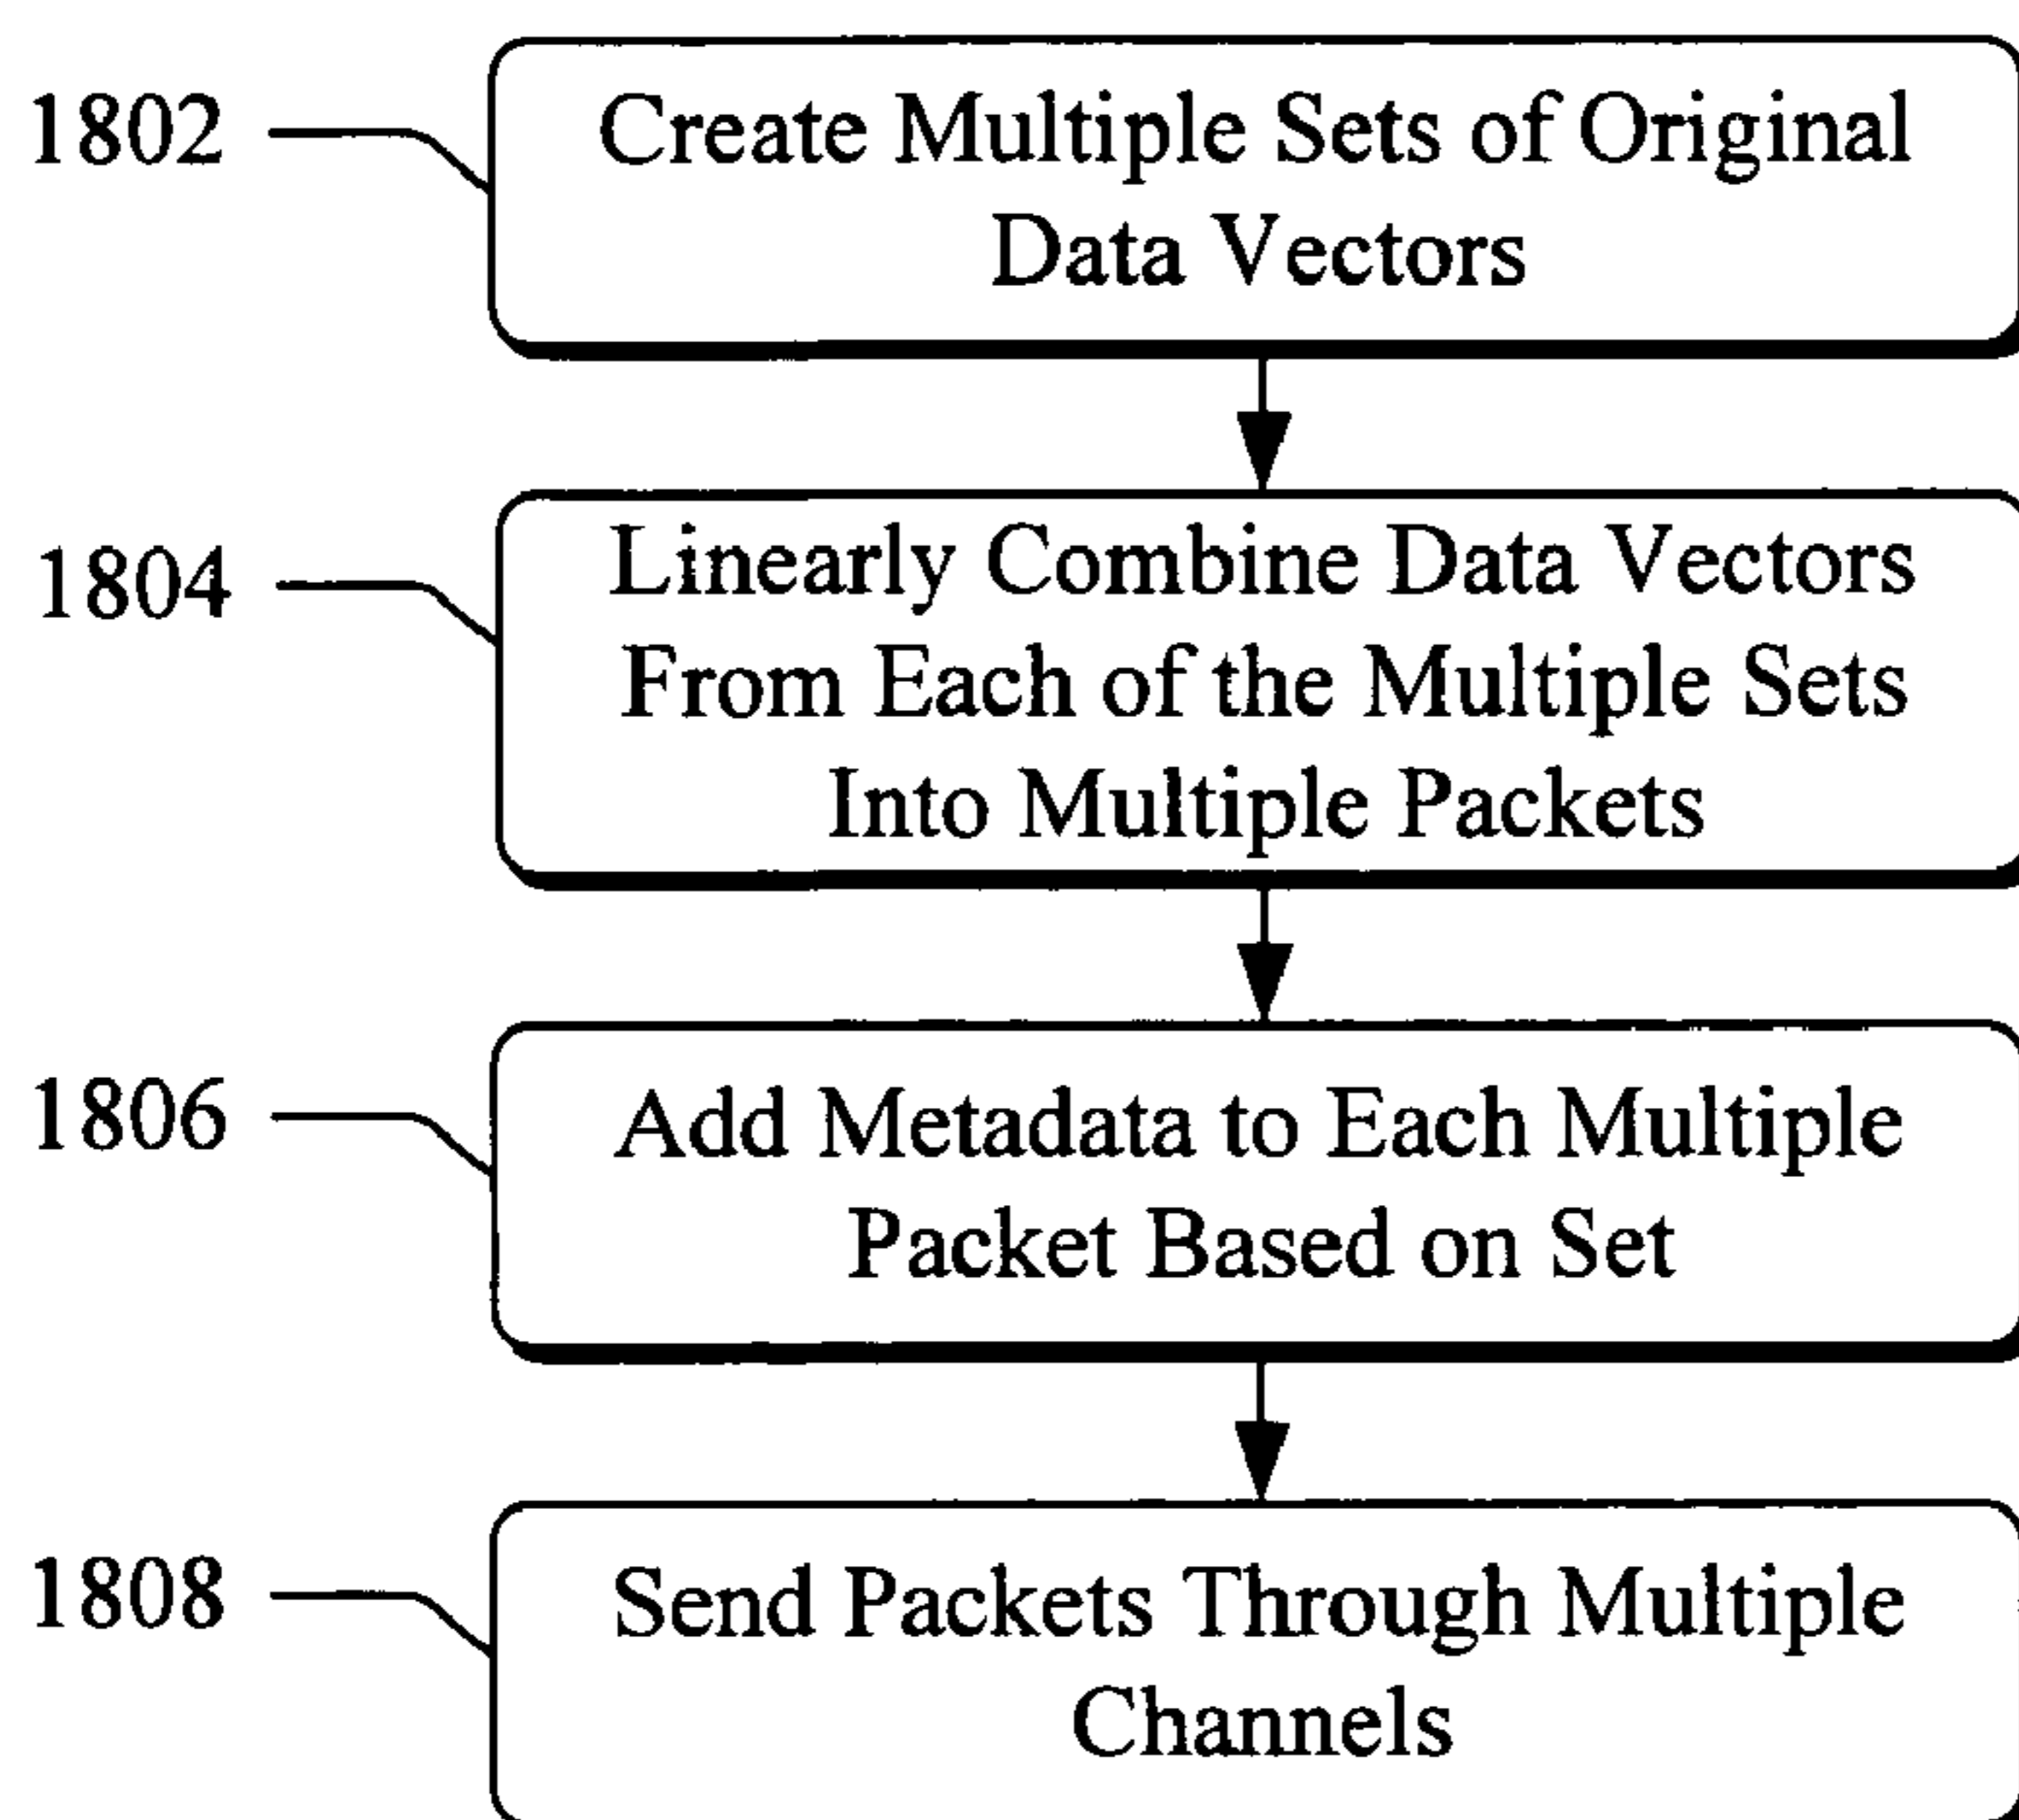 1802
Create Multiple Sets of Original
Data Vectors
1804
Linearly Combine Data Vectors
From Each of the Multiple Sets
Into Multiple Packets
1806
Add Metadata to Each Multiple
Packet Based on Set
1808
Send Packets Through Multiple
Channels